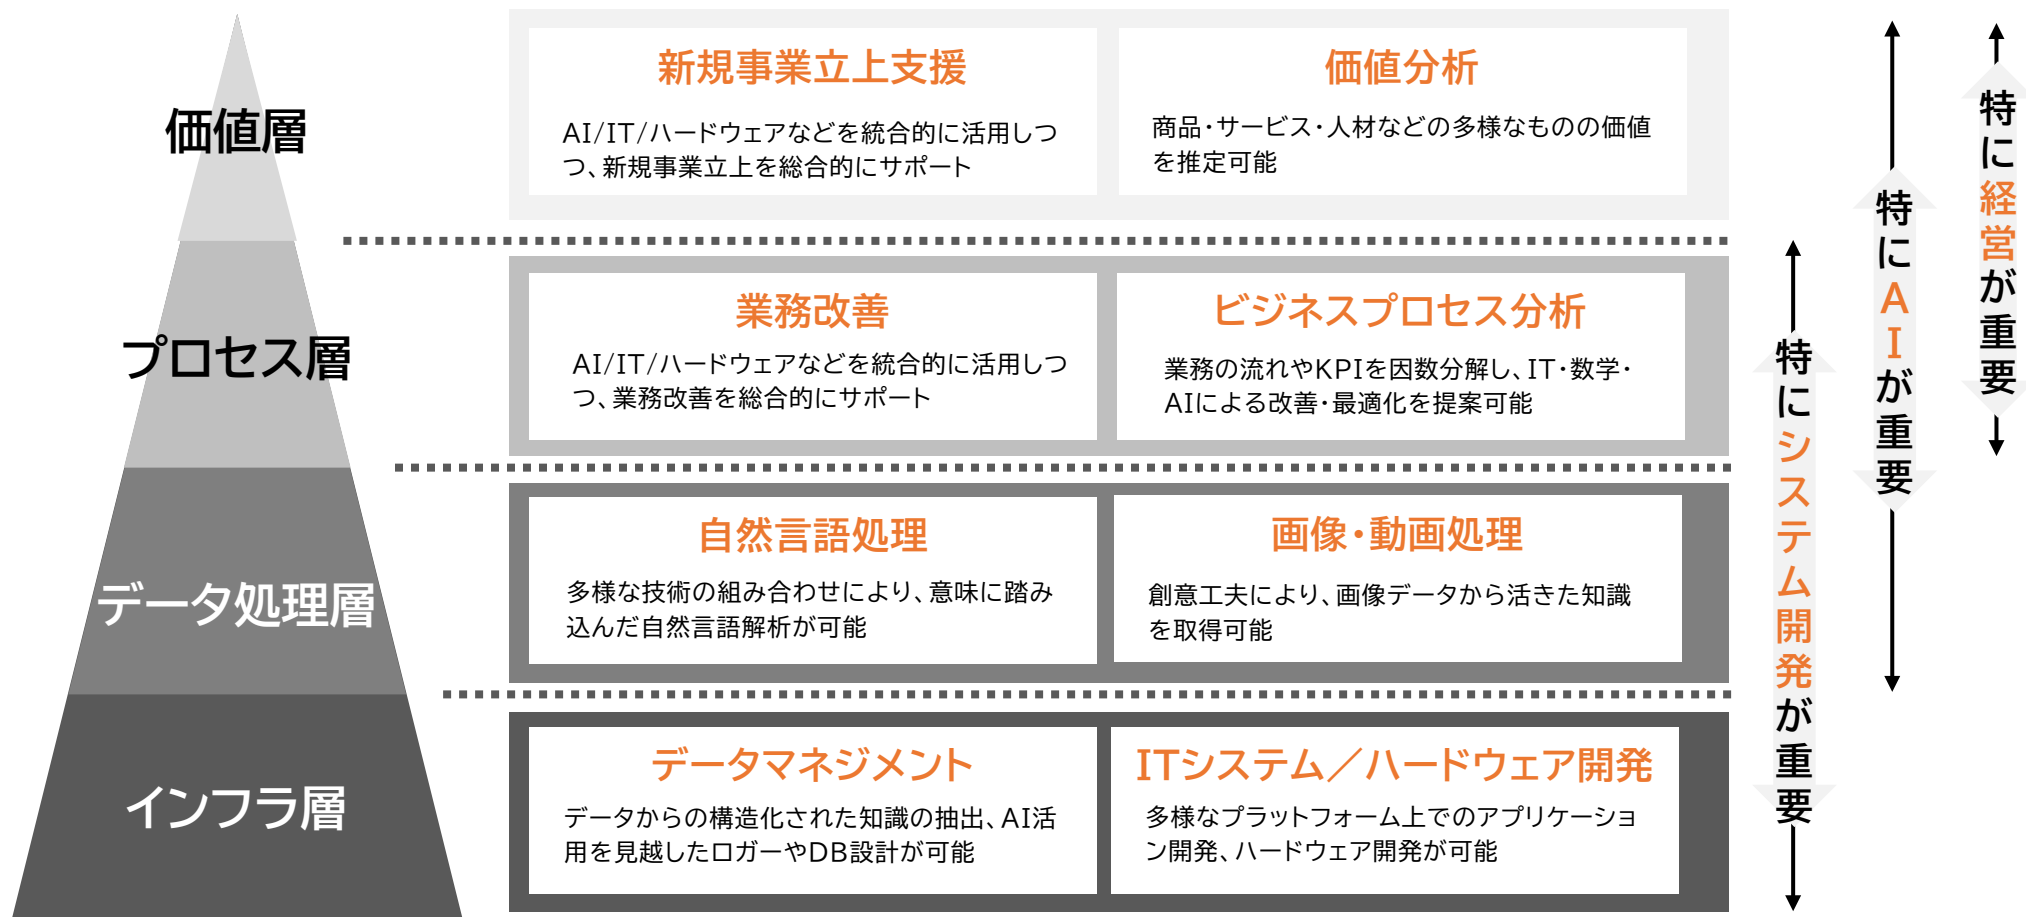 価値層
新規事業立上支援
AI/IT/ハードウェアなどを統合的に活用しつ
つ、新規事業立上を総合的にサポート
価値分析
商品・サービス・人材などの多様なものの価値
を推定可能
プロセス層
業務改善
AI/IT/ハードウェアなどを統合的に活用しつ
つ、業務改善を総合的にサポート
ビジネスプロセス分析
業務の流れやKPIを因数分解し、IT・数学・
AIによる改善・最適化を提案可能
データ処理層
自然言語処理
多様な技術の組み合わせにより、意味に踏み
込んだ自然言語解析が可能
画像・動画処理
創意工夫により、画像データから活きた知識
を取得可能
インフラ層
データマネジメント
データからの構造化された知識の抽出、AI活
用を見越したロガーやDB設計が可能
ITシステム／ハードウェア開発
多様なプラットフォーム上でのアプリケーショ
ン開発、ハードウェア開発が可能
特にシステム開発が重要
特にAIが重要
特に経営が重要